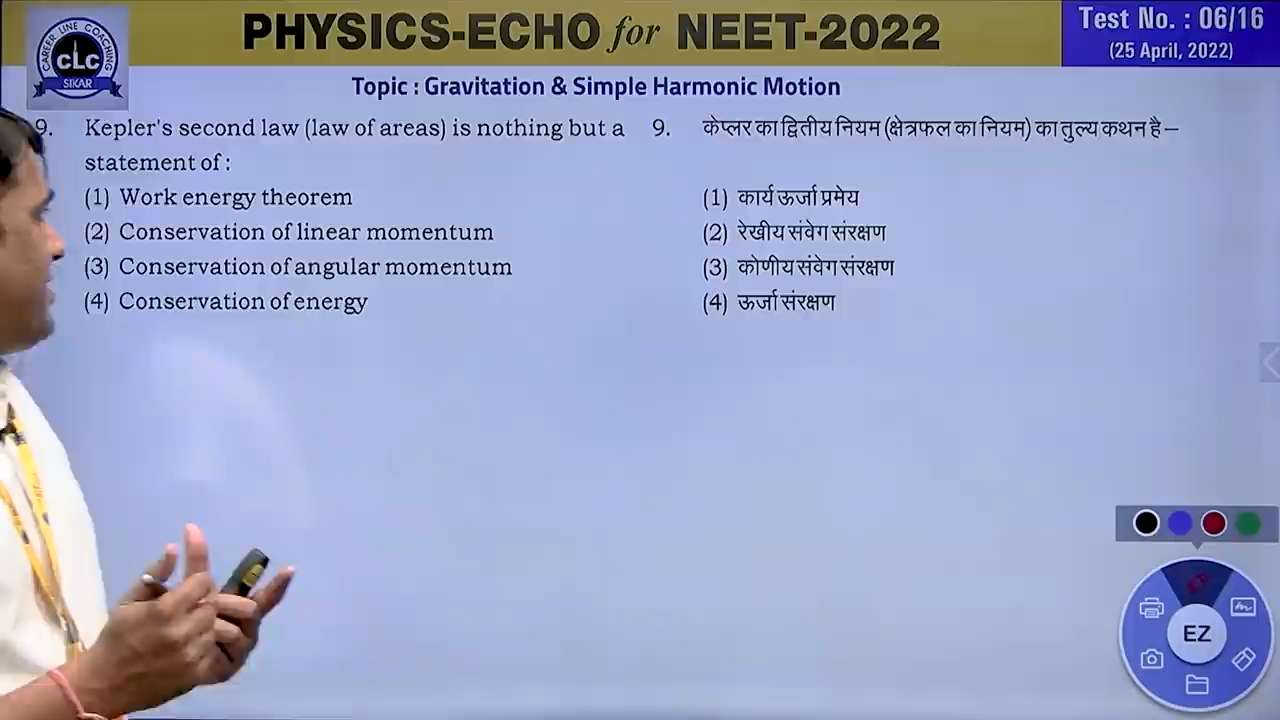 PHYSICS-ECHO for NEET-2022
Test No. : 06/16
(25 April, 2022)
CAREER LINE COACHING
CLC
SIKAR
Topic : Gravitation & Simple Harmonic Motion
9. Kepler's second law (law of areas) is nothing but a
statement of :
(1) Work energy theorem
(2) Conservation of linear momentum
(3) Conservation of angular momentum
(4) Conservation of energy
9. केप्लर का द्वितीय नियम (क्षेत्रफल का नियम) का तुल्य कथन है–
(1) कार्य ऊर्जा प्रमेय
(2) रेखीय संवेग संरक्षण
(3) कोणीय संवेग संरक्षण
(4) ऊर्जा संरक्षण
EZ